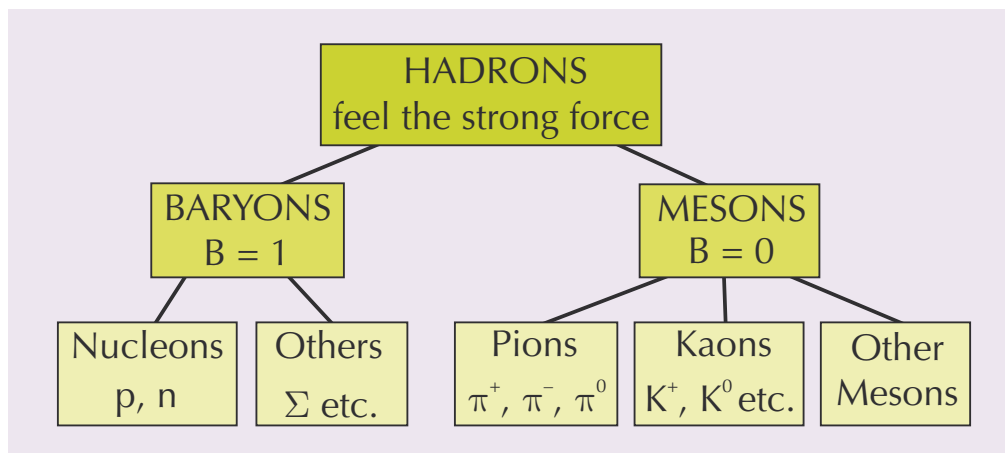 HADRONS
feel the strong force
BARYONS
B = 1
MESONS
B = 0
Nucleons
p, n
Others
Σ etc.
Pions
π⁺, π⁻, π⁰
Kaons
K⁺, K⁰ etc.
Other
Mesons